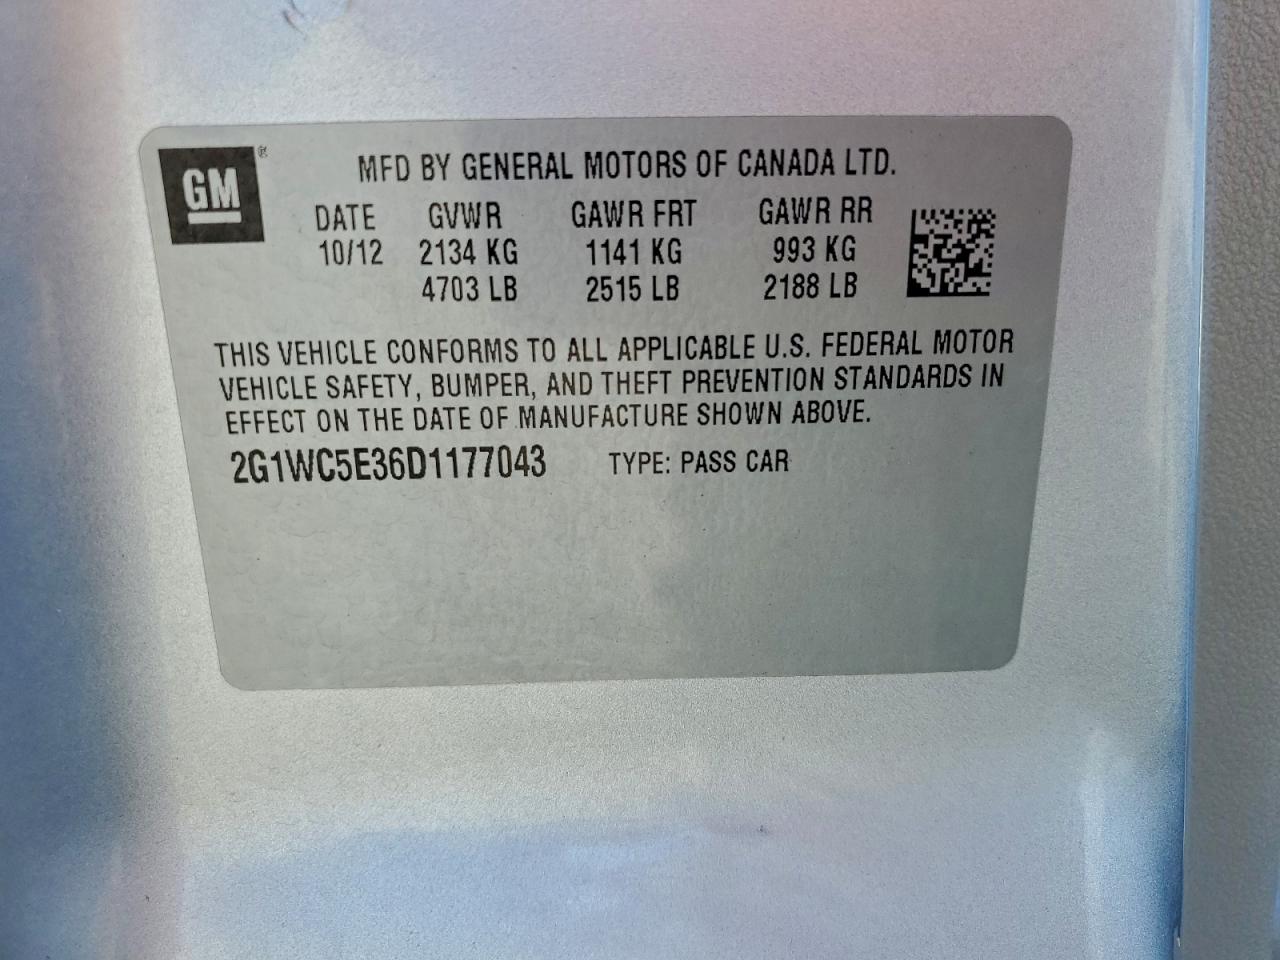 GM®
MFD BY GENERAL MOTORS OF CANADA LTD.
DATE GVWR GAWR FRT GAWR RR
10/12 2134 KG 1141 KG 993 KG
4703 LB 2515 LB 2188 LB
THIS VEHICLE CONFORMS TO ALL APPLICABLE U.S. FEDERAL MOTOR
VEHICLE SAFETY, BUMPER, AND THEFT PREVENTION STANDARDS IN
EFFECT ON THE DATE OF MANUFACTURE SHOWN ABOVE.
2G1WC5E36D1177043 TYPE: PASS CAR